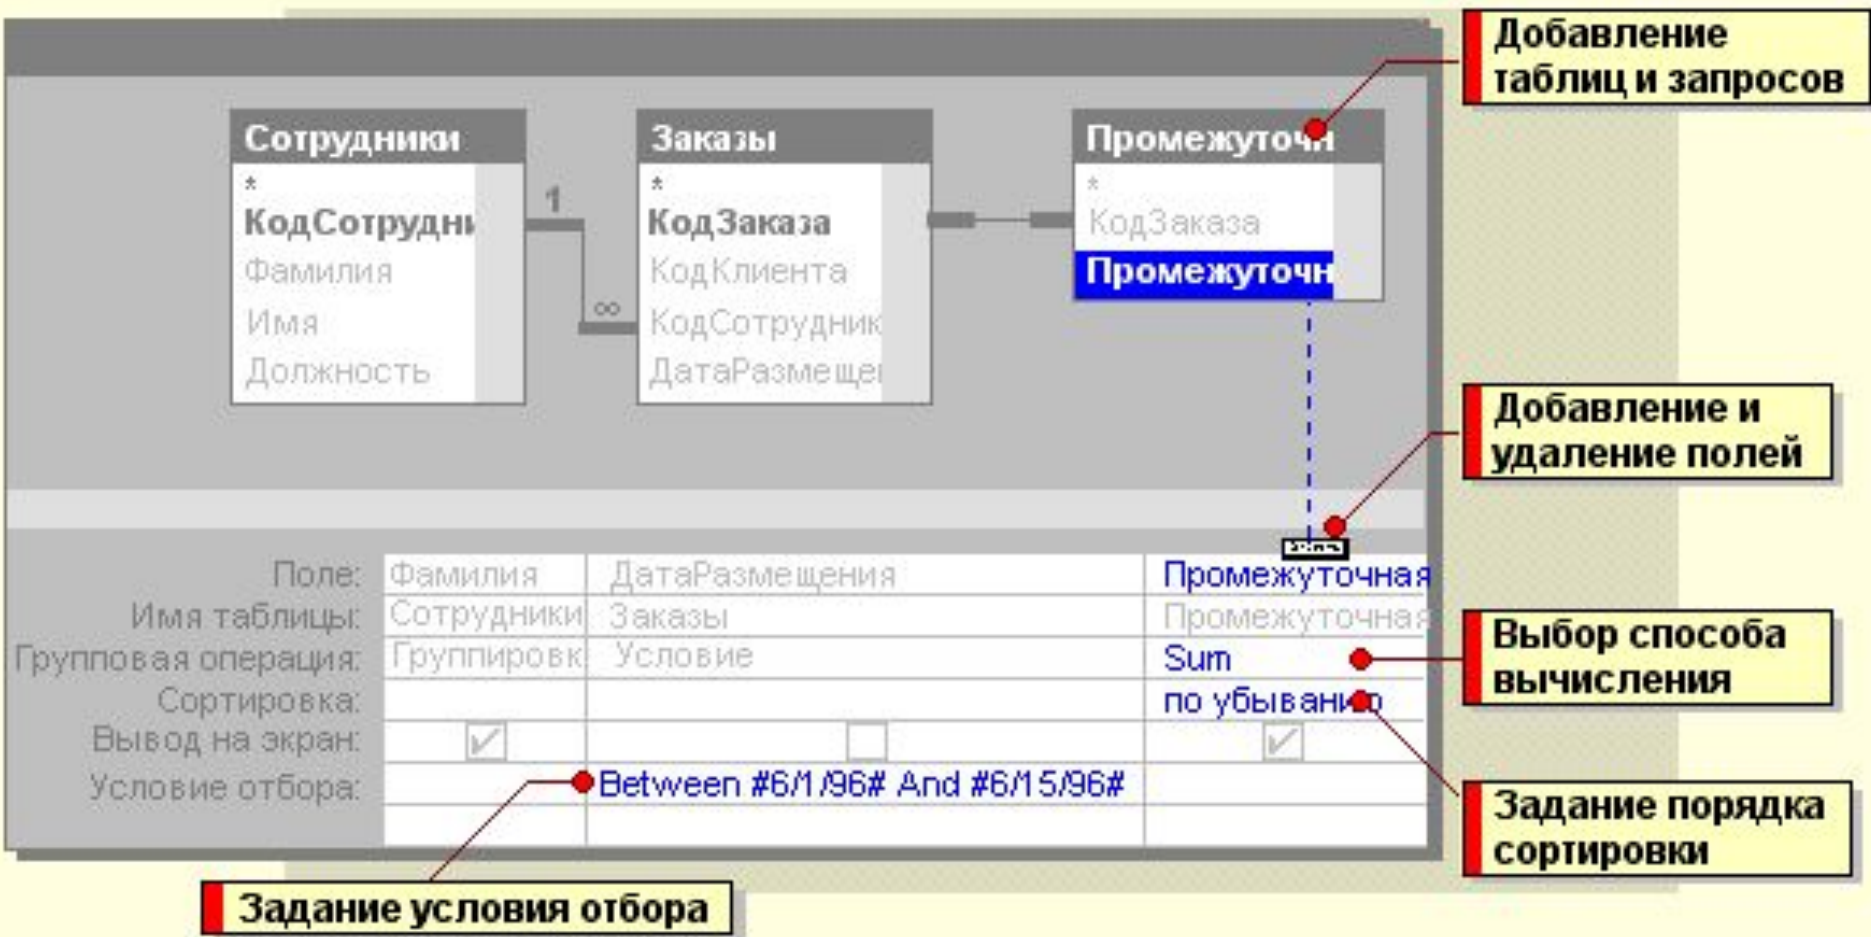 Добавление
таблиц и запросов
Сотрудники
*
КодСотрудни
Фамилия
Имя
Должность
1
∞
Заказы
*
КодЗаказа
КодКлиента
КодСотрудник
ДатаРазмеще
Промежуточн
*
КодЗаказа
Промежуточн
Добавление и
удаление полей
Поле: Фамилия ДатаРазмещения Промежуточная
Имя таблицы: Сотрудники Заказы Промежуточная
Групповая операция: Группировк Условие Sum
Сортировка: по убыванию
Вывод на экран:
Условие отбора: Between #6/1/96# And #6/15/96#
Выбор способа
вычисления
Задание порядка
сортировки
Задание условия отбора